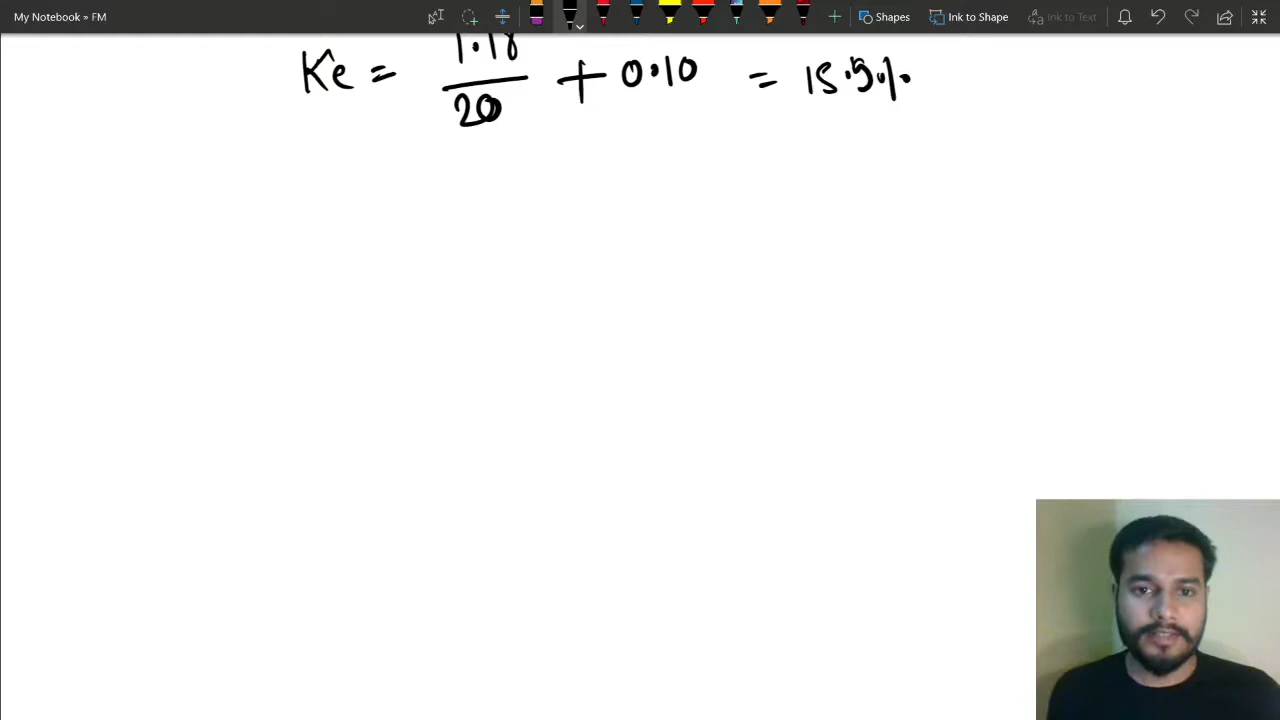 My Notebook » FM
Shapes
Ink to Shape
Ink to Text
Ke = 1.18 / 20 + 0.10 = 15.9%